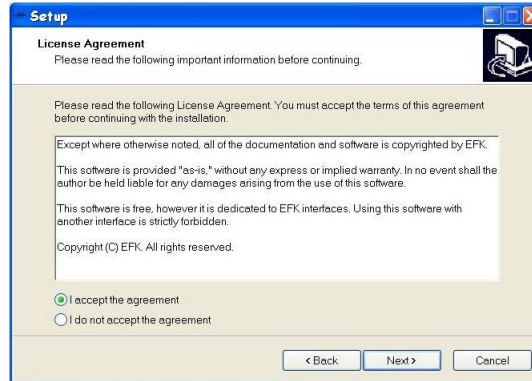 Setup
License Agreement
Please read the following important information before continuing.
Please read the following License Agreement. You must accept the terms of this agreement
before continuing with the installation.
Except where otherwise noted, all of the documentation and software is copyrighted by EFK.
This software is provided "as-is," without any express or implied warranty. In no event shall the
author be held liable for any damages arising from the use of this software.
This software is free, however it is dedicated to EFK interfaces. Using this software with
another interface is strictly forbidden.
Copyright (C) EFK. All rights reserved.
I accept the agreement
I do not accept the agreement
< Back Next > Cancel